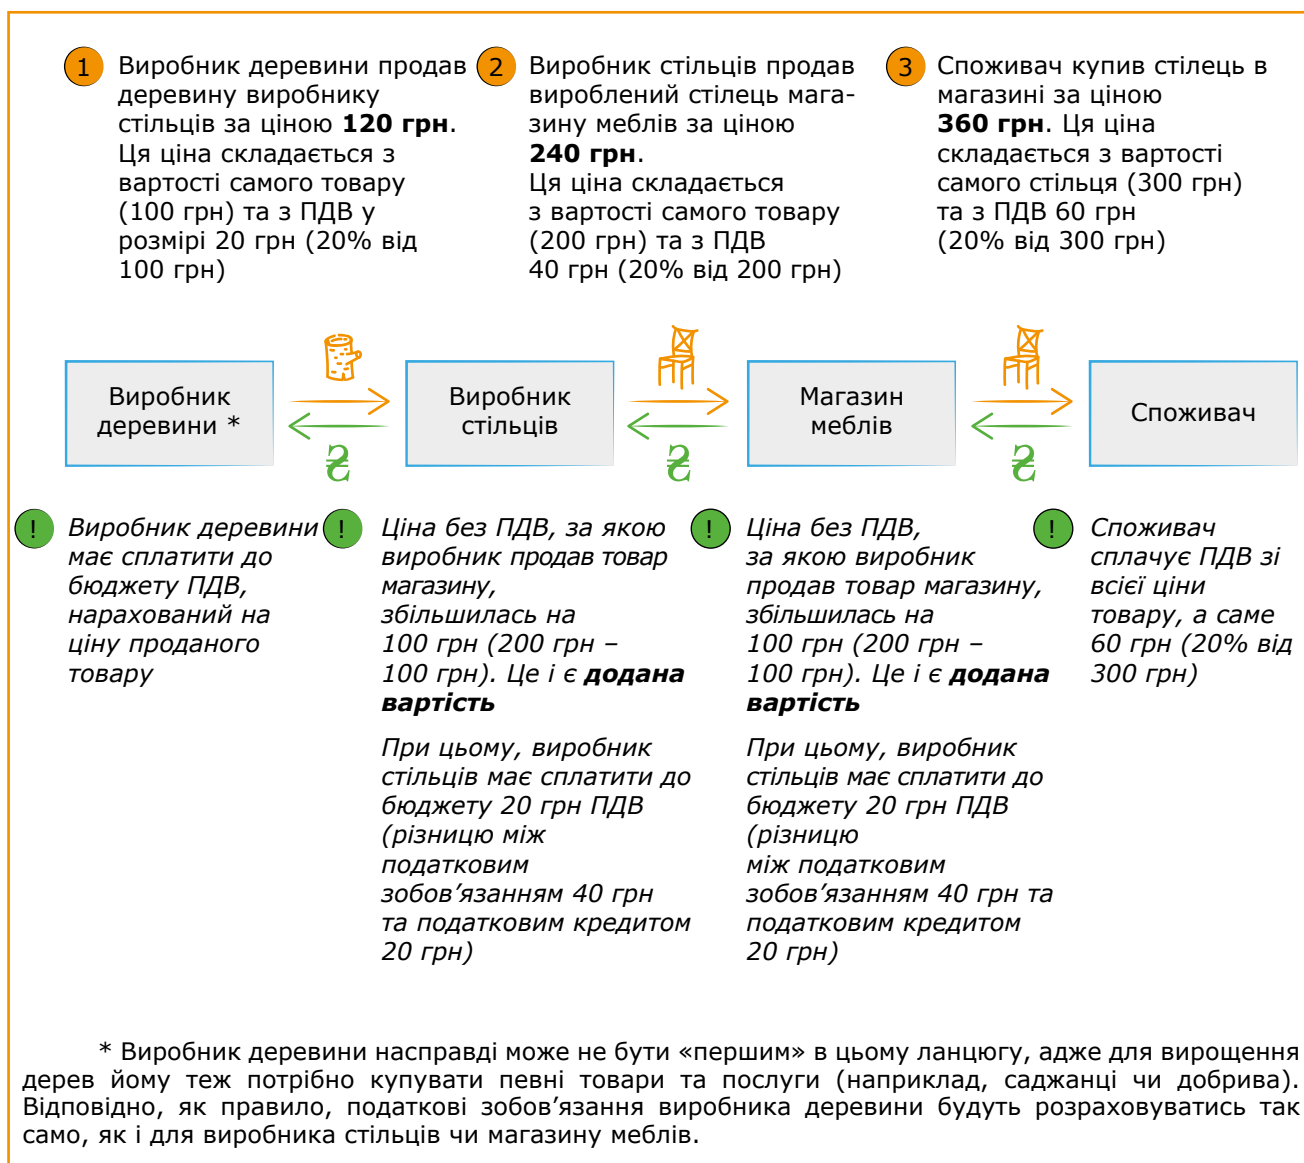 1 Виробник деревини продав
деревину виробнику
стільців за ціною 120 грн.
Ця ціна складається з
вартості самого товару
(100 грн) та з ПДВ у
розмірі 20 грн (20% від
100 грн)
2 Виробник стільців продав
вироблений стілець мага-
зину меблів за ціною
240 грн.
Ця ціна складається
з вартості самого товару
(200 грн) та з ПДВ
40 грн (20% від 200 грн)
3 Споживач купив стілець в
магазині за ціною
360 грн. Ця ціна
складається з вартості
самого стільця (300 грн)
та з ПДВ 60 грн
(20% від 300 грн)
Виробник
деревини *
₴
Виробник
стільців
₴
Магазин
меблів
₴
Споживач
! Виробник деревини
має сплатити до
бюджету ПДВ,
нарахований на
ціну проданого
товару
! Ціна без ПДВ, за якою
виробник продав товар
магазину,
збільшилась на
100 грн (200 грн –
100 грн). Це і є додана
вартість
При цьому, виробник
стільців має сплатити до
бюджету 20 грн ПДВ
(різницю між
податковим
зобов’язанням 40 грн
та податковим кредитом
20 грн)
! Ціна без ПДВ,
за якою виробник
продав товар магазину,
збільшилась на
100 грн (200 грн –
100 грн). Це і є додана
вартість
При цьому, виробник
стільців має сплатити до
бюджету 20 грн ПДВ
(різницю
між податковим
зобов’язанням 40 грн та
податковим кредитом
20 грн)
! Споживач
сплачує ПДВ зі
всієї ціни
товару, а саме
60 грн (20% від
300 грн)
* Виробник деревини насправді може не бути «першим» в цьому ланцюгу, адже для вирощення
дерев йому теж потрібно купувати певні товари та послуги (наприклад, саджанці чи добрива).
Відповідно, як правило, податкові зобов’язання виробника деревини будуть розраховуватись так
само, як і для виробника стільців чи магазину меблів.